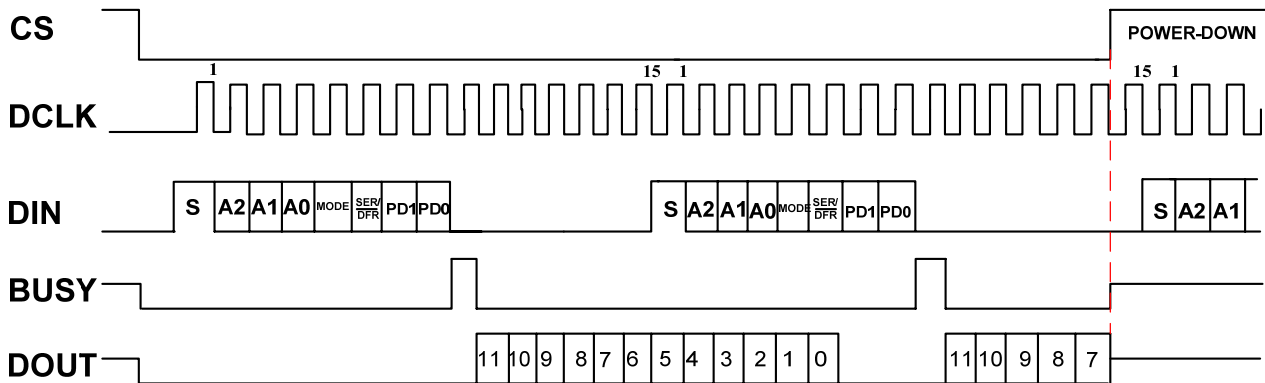 CS
POWER-DOWN
1 15 1 15 1
DCLK
DIN
S A2 A1 A0 MODE SER/DFR PD1 PD0 S A2 A1 A0 MODE SER/DFR PD1 PD0 S A2 A1
BUSY
DOUT
11 10 9 8 7 6 5 4 3 2 1 0 11 10 9 8 7